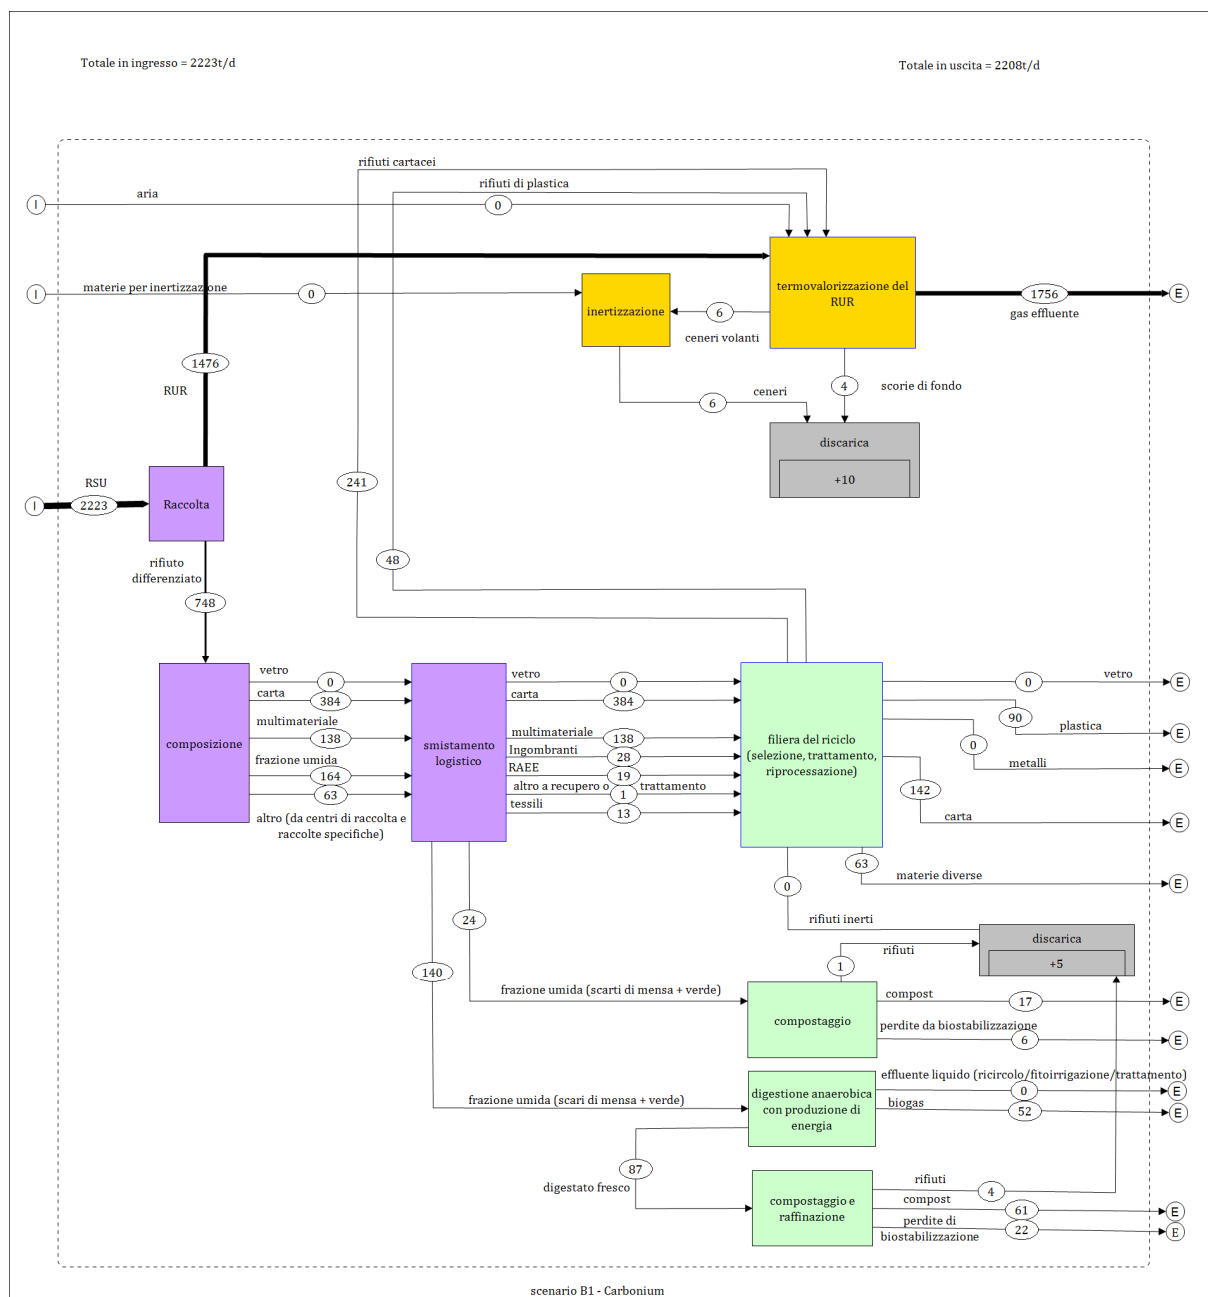 Totale in ingresso = 2223t/d
Totale in uscita = 2208t/d
rifiuti cartacei
rifiuti di plastica
aria
I
0
materie per inertizzazione
I
0
inertizzazione
termovalorizzazione del
RUR
1756
E
gas effluente
6
ceneri volanti
1476
RUR
6
ceneri
4
scorie di fondo
discarica
+10
241
RSU
I
2223
Raccolta
48
rifiuto
differenziato
748
composizione
vetro
0
carta
384
multimateriale
138
frazione umida
164
63
altro (da centri di raccolta e
raccolte specifiche)
smistamento
logistico
vetro
0
carta
384
multimateriale
138
Ingombranti
28
RAEE
19
altro a recupero o trattamento
1
tessili
13
filiera del riciclo
(selezione, trattamento,
riprocessazione)
0
vetro
E
90
plastica
E
0
metalli
E
142
carta
E
63
materie diverse
E
0
rifiuti inerti
24
140
discarica
+5
rifiuti
1
frazione umida (scarti di mensa + verde)
compostaggio
compost
17
E
perdite da biostabilizzazione
6
E
effluente liquido (ricircolo/fitoirrigazione/trattamento)
0
E
frazione umida (scari di mensa + verde)
digestione anaerobica
con produzione di
energia
biogas
52
E
87
digestato fresco
compostaggio e
raffinazione
rifiuti
4
compost
61
E
perdite di
biostabilizzazione
22
E
scenario B1 - Carbonium